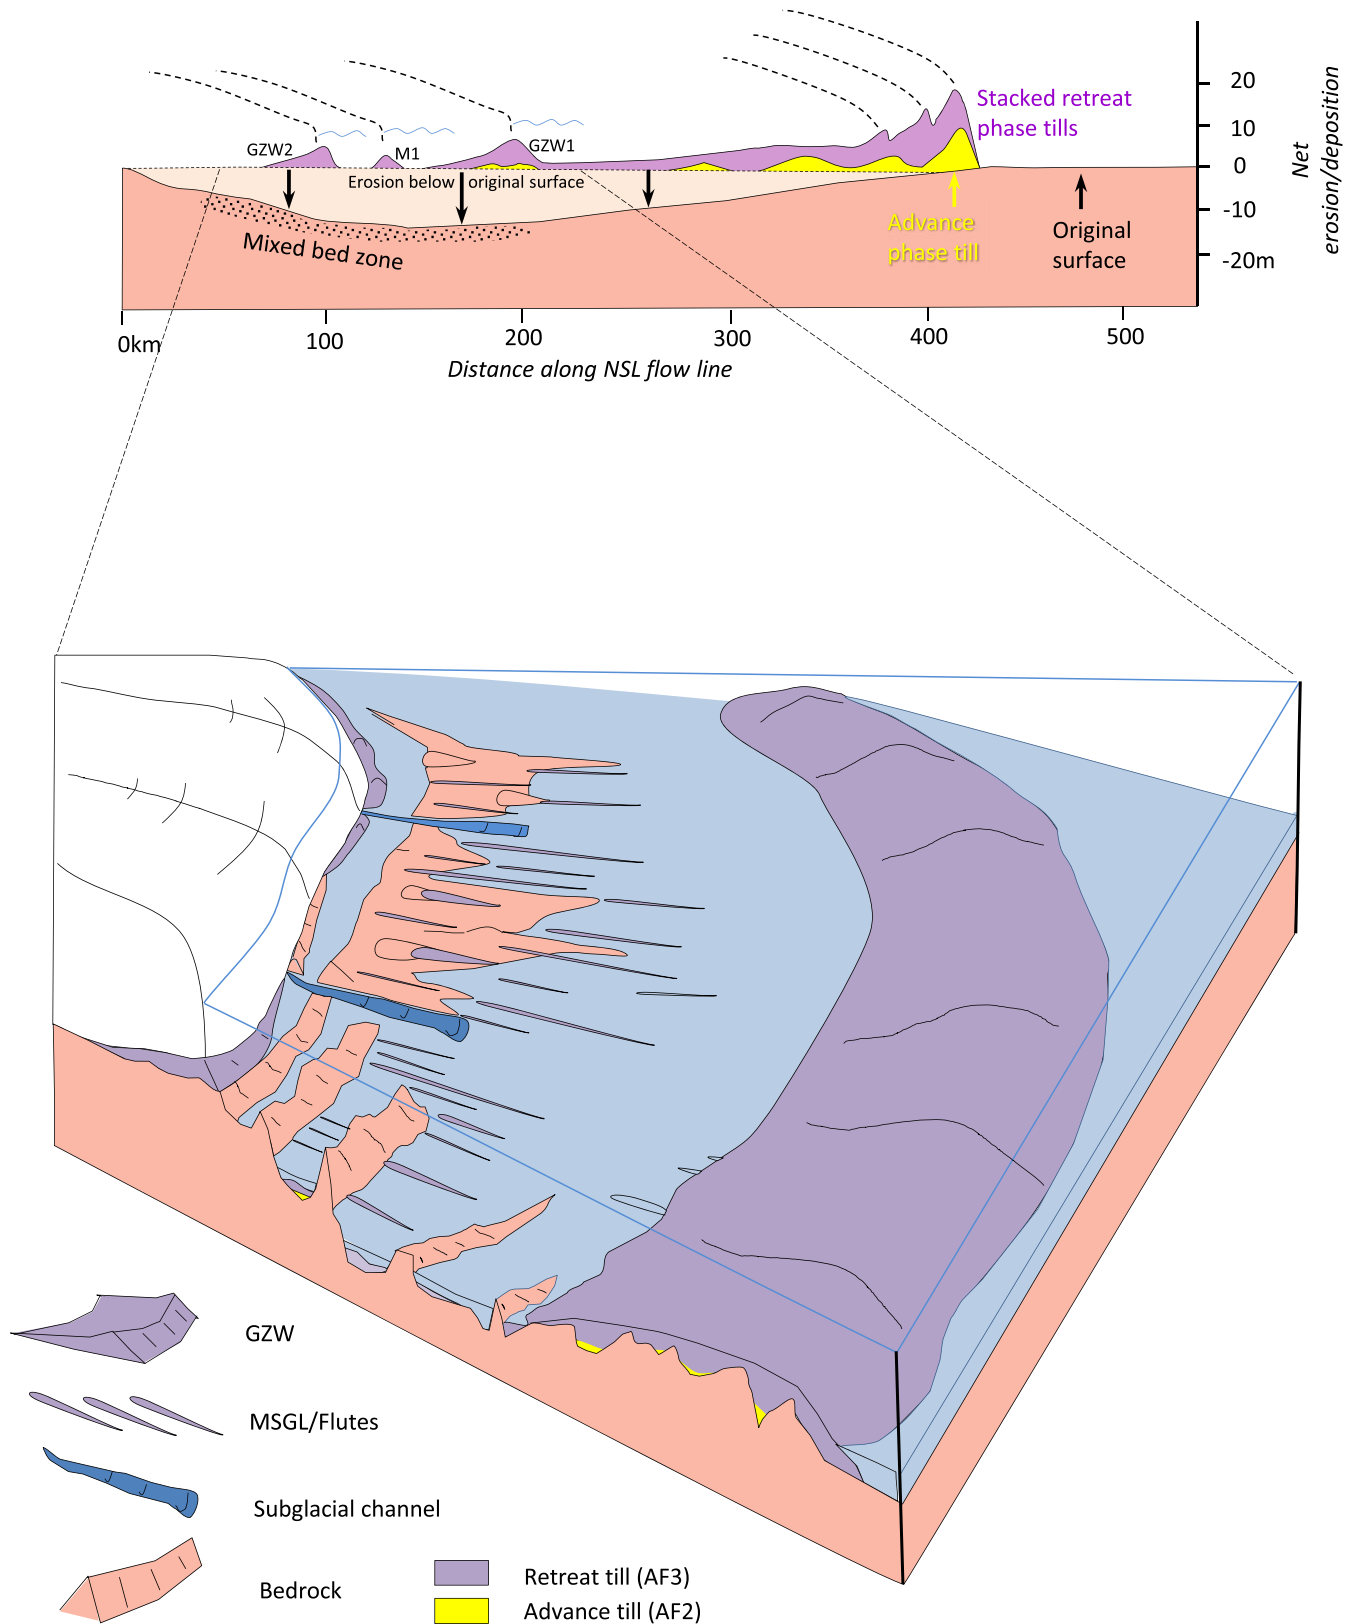 20
10
0
-10
-20m
Net
erosion/deposition
Stacked retreat
phase tills
GZW2
M1
GZW1
Erosion below original surface
Mixed bed zone
Advance
phase till
Original
surface
0km
100
200
300
400
500
Distance along NSL flow line
GZW
MSGL/Flutes
Subglacial channel
Bedrock
Retreat till (AF3)
Advance till (AF2)